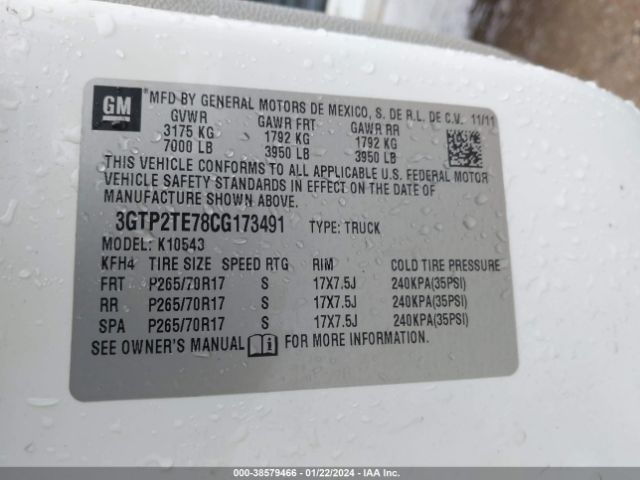 GM ® MFD BY GENERAL MOTORS DE MEXICO, S. DE R.L. DE C.V. 11/11
GVWR GAWR FRT GAWR RR
3175 KG 1792 KG 1792 KG
7000 LB 3950 LB 3950 LB
THIS VEHICLE CONFORMS TO ALL APPLICABLE U.S. FEDERAL MOTOR
VEHICLE SAFETY STANDARDS IN EFFECT ON THE DATE OF
MANUFACTURE SHOWN ABOVE.
3GTP2TE78CG173491 TYPE: TRUCK
MODEL: K10543
KFH4 TIRE SIZE SPEED RTG RIM COLD TIRE PRESSURE
FRT P265/70R17 S 17X7.5J 240KPA(35PSI)
RR P265/70R17 S 17X7.5J 240KPA(35PSI)
SPA P265/70R17 S 17X7.5J 240KPA(35PSI)
SEE OWNER'S MANUAL FOR MORE INFORMATION.
000-38579466 - 01/22/2024 - IAA Inc.